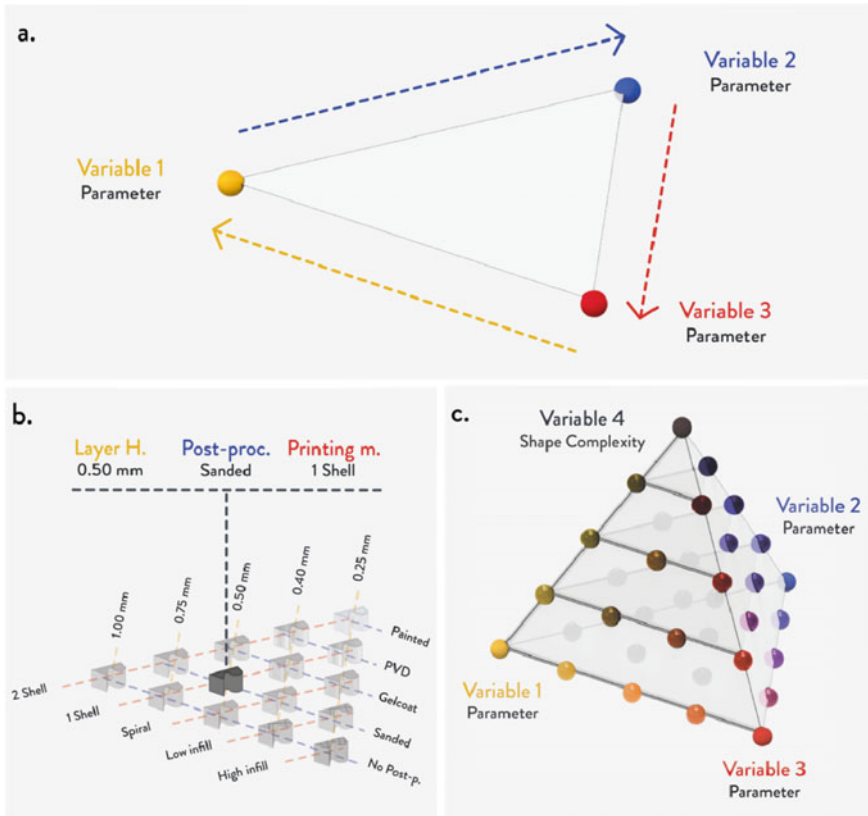 a.
Variable 2
Parameter
Variable 1
Parameter
Variable 3
Parameter
b.
Layer H.
0.50 mm
Post-proc.
Sanded
Printing m.
1 Shell
1.00 mm
0.75 mm
0.50 mm
0.40 mm
0.25 mm
Painted
PVD
Gelcoat
Sanded
No Post-p.
2 Shell
1 Shell
Spiral
Low infill
High infill
c.
Variable 4
Shape Complexity
Variable 2
Parameter
Variable 1
Parameter
Variable 3
Parameter